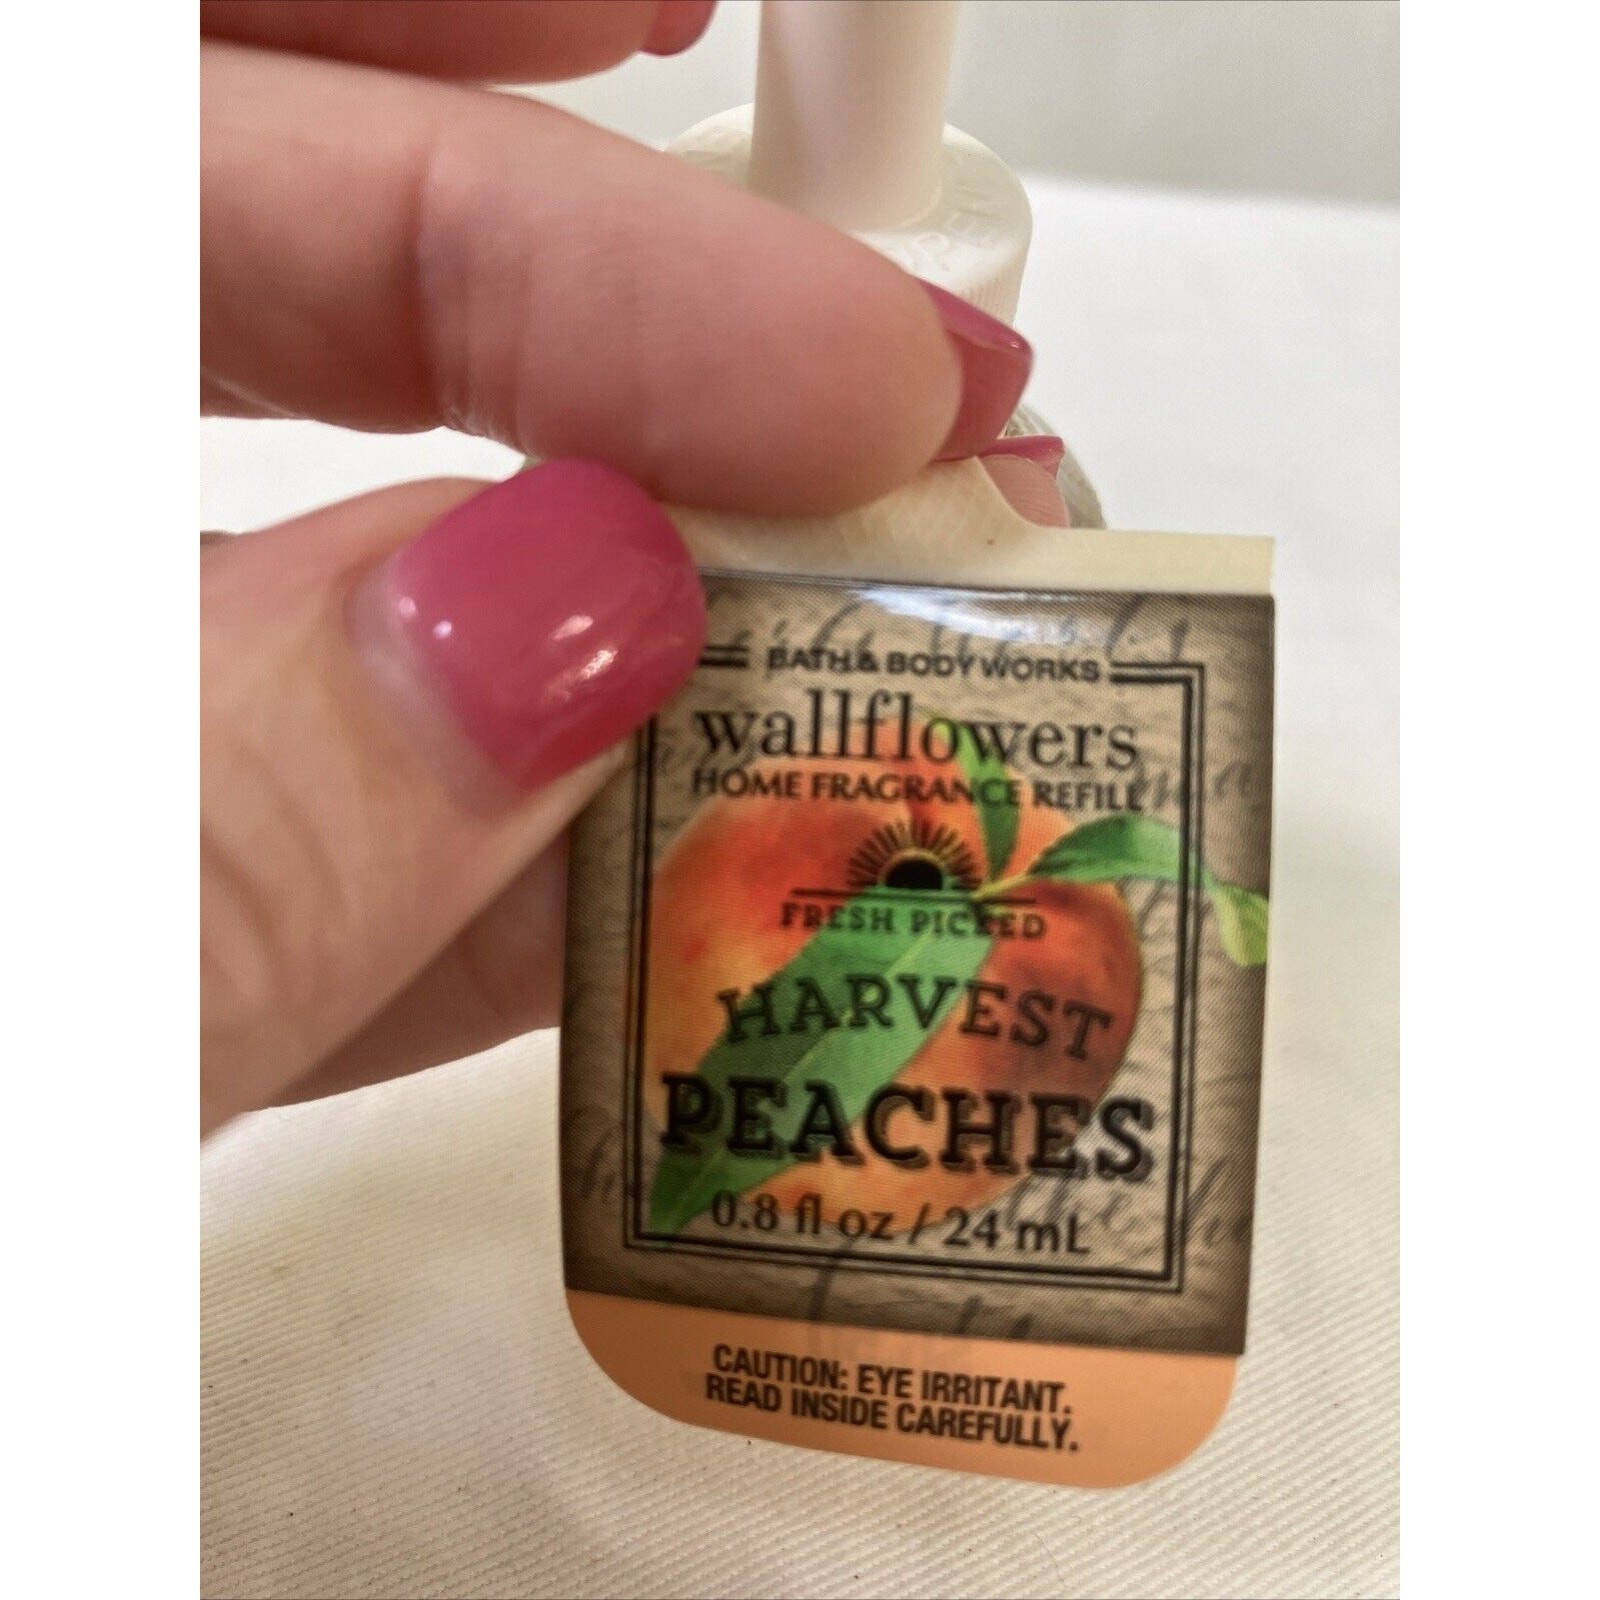 BATH & BODY WORKS
wallflowers
HOME FRAGRANCE REFILL
FRESH PICKED
HARVEST
PEACHES
0.8 fl oz / 24 mL
CAUTION: EYE IRRITANT.
READ INSIDE CAREFULLY.